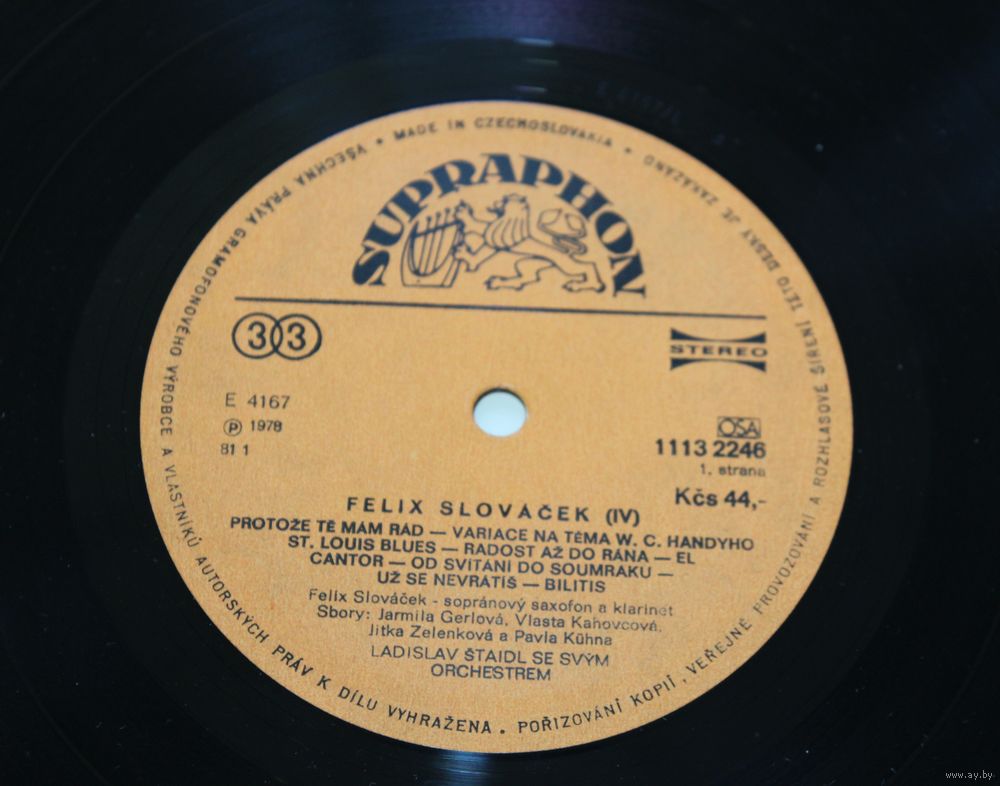 VŠECHNA PRÁVA GRAMOFONOVÉHO VÝROBCE A VLASTNÍKŮ AUTORSKÝCH PRÁV K DÍLU VYHRAŽENA. POŘIZOVÁNÍ KOPIÍ, VEŘEJNÉ PROVOZOVÁNÍ A ROZHLASOVÉ ŠÍŘENÍ TÉTO DESKY JE ZAKÁZÁNO
• MADE IN CZECHOSLOVAKIA •
SUPRAPHON
33
STEREO
E 4167
Ⓟ 1978
81 1
OSA
1113 2246
1. strana
Kčs 44,-
FELIX SLOVÁČEK (IV)
PROTOŽE TĚ MÁM RÁD — VARIACE NA TÉMA W. C. HANDYHO
ST. LOUIS BLUES — RADOST AŽ DO RÁNA — EL
CANTOR — OD SVÍTÁNÍ DO SOUMRAKU —
UŽ SE NEVRÁTÍŠ — BILITIS
Felix Slováček - sopránový saxofon a klarinet
Sbory: Jarmila Gerlová, Vlasta Kahovcová,
Jitka Zelenková a Pavla Kühna
LADISLAV ŠTAIDL SE SVÝM
ORCHESTREM
www.ay.by